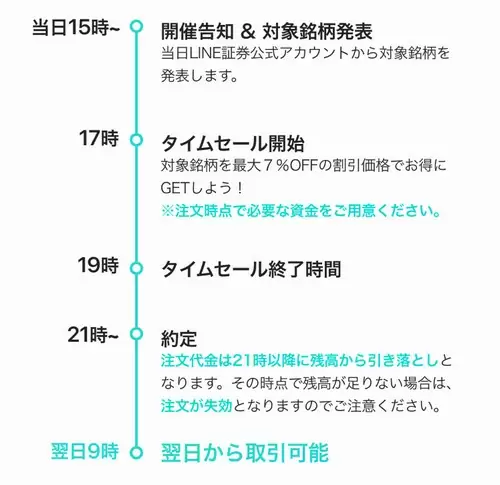 当日15時~
開催告知 & 対象銘柄発表
当日LINE証券公式アカウントから対象銘柄を
発表します。
17時
タイムセール開始
対象銘柄を最大７％OFFの割引価格でお得に
GETしよう！
※注文時点で必要な資金をご用意ください。
19時
タイムセール終了時間
21時~
約定
注文代金は21時以降に残高から引き落としと
なります。その時点で残高が足りない場合は、
注文が失効となりますのでご注意ください。
翌日9時
翌日から取引可能